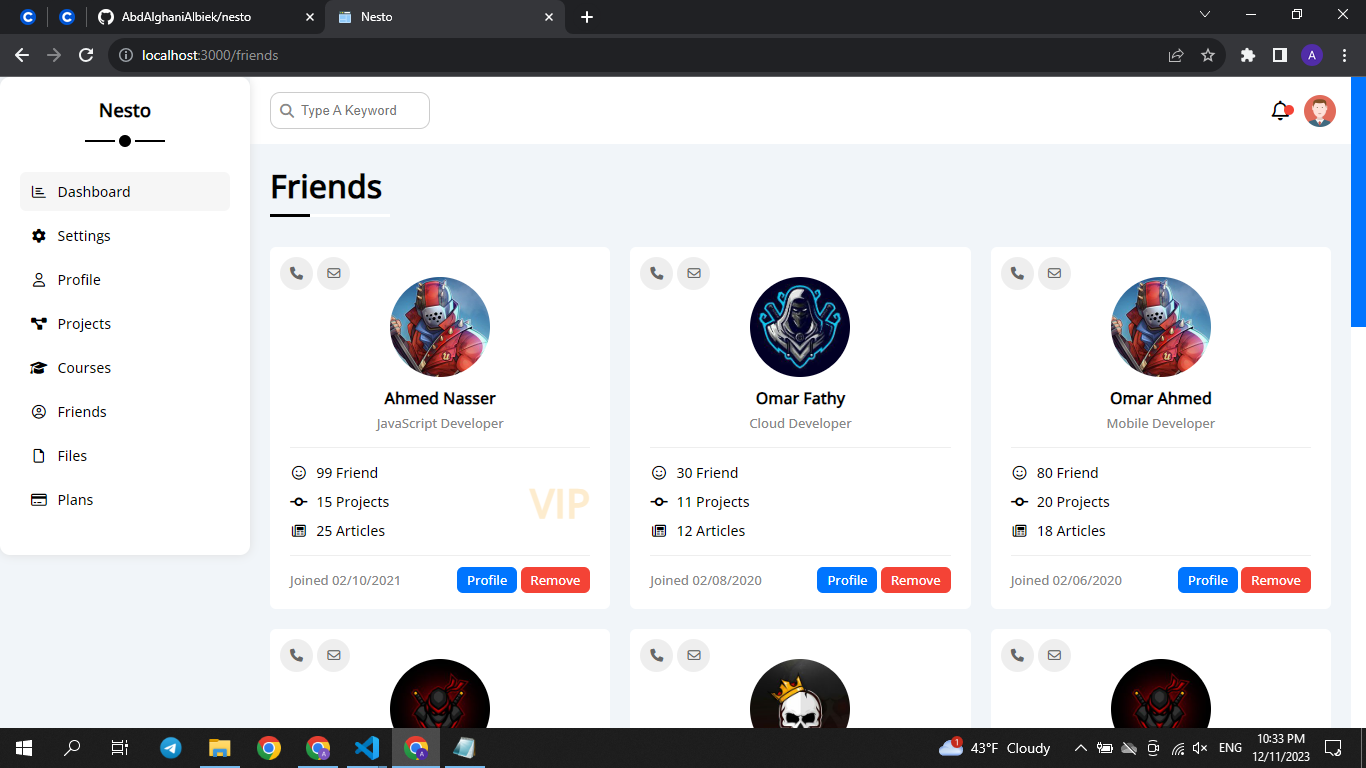 AbdAlghaniAlbiek/nesto
Nesto
localhost:3000/friends
A
Nesto
Type A Keyword
Dashboard
Settings
Profile
Projects
Courses
Friends
Files
Plans
Friends
Ahmed Nasser
JavaScript Developer
99 Friend
15 Projects
25 Articles
VIP
Joined 02/10/2021
Profile
Remove
Omar Fathy
Cloud Developer
30 Friend
11 Projects
12 Articles
Joined 02/08/2020
Profile
Remove
Omar Ahmed
Mobile Developer
80 Friend
20 Projects
18 Articles
Joined 02/06/2020
Profile
Remove
1
43°F Cloudy
ENG
10:33 PM
12/11/2023